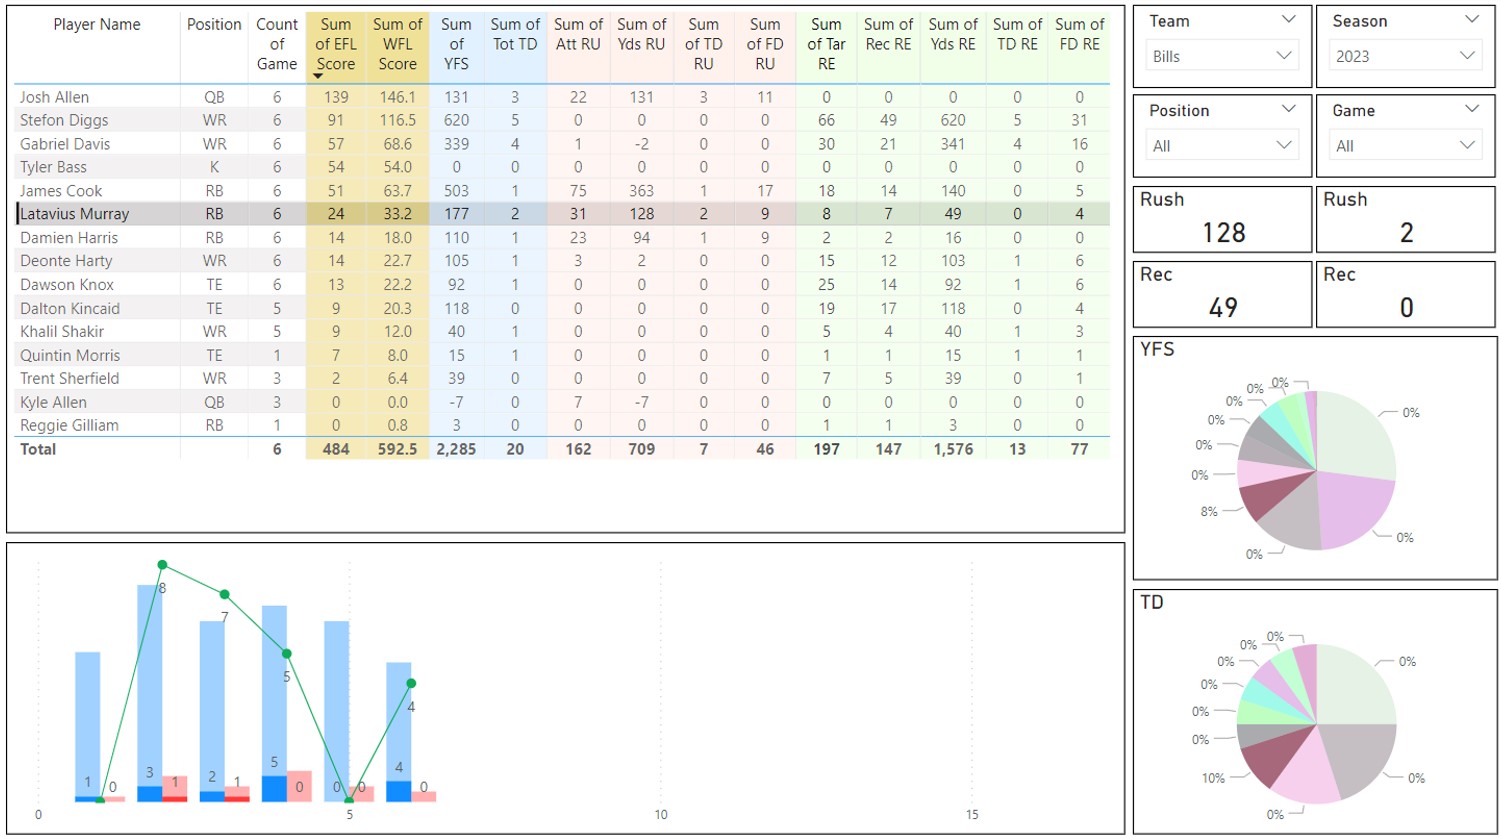 Player Name Position Count of Game Sum of EFL Score Sum of WFL Score Sum of YFS Sum of Tot TD Sum of Att RU Sum of Yds RU Sum of TD RU Sum of FD RU Sum of Tar RE Sum of Rec RE Sum of Yds RE Sum of TD RE Sum of FD RE
Josh Allen QB 6 139 146.1 131 3 22 131 3 11 0 0 0 0 0
Stefon Diggs WR 6 91 116.5 620 5 0 0 0 0 66 49 620 5 31
Gabriel Davis WR 6 57 68.6 339 4 1 -2 0 0 30 21 341 4 16
Tyler Bass K 6 54 54.0 0 0 0 0 0 0 0 0 0 0 0
James Cook RB 6 51 63.7 503 1 75 363 1 17 18 14 140 0 5
Latavius Murray RB 6 24 33.2 177 2 31 128 2 9 8 7 49 0 4
Damien Harris RB 6 14 18.0 110 1 23 94 1 9 2 2 16 0 0
Deonte Harty WR 6 14 22.7 105 1 3 2 0 0 15 12 103 1 6
Dawson Knox TE 6 13 22.2 92 1 0 0 0 0 25 14 92 1 6
Dalton Kincaid TE 5 9 20.3 118 0 0 0 0 0 19 17 118 0 4
Khalil Shakir WR 5 9 12.0 40 1 0 0 0 0 5 4 40 1 3
Quintin Morris TE 1 7 8.0 15 1 0 0 0 0 1 1 15 1 1
Trent Sherfield WR 3 2 6.4 39 0 0 0 0 0 7 5 39 0 1
Kyle Allen QB 3 0 0.0 -7 0 7 -7 0 0 0 0 0 0 0
Reggie Gilliam RB 1 0 0.8 3 0 0 0 0 0 1 1 3 0 0
Total 6 484 592.5 2,285 20 162 709 7 46 197 147 1,576 13 77
Team
Bills
Season
2023
Position
All
Game
All
Rush
128
Rush
2
Rec
49
Rec
0
YFS
0%
0%
0%
8%
0%
0%
0%
0%
0%
0%
TD
0%
0%
0%
10%
0%
0%
0%
0%
0%
0%
8
7
5
4
1 0
3 1
2 1
5 0
0 0
4 0
0 5 10 15